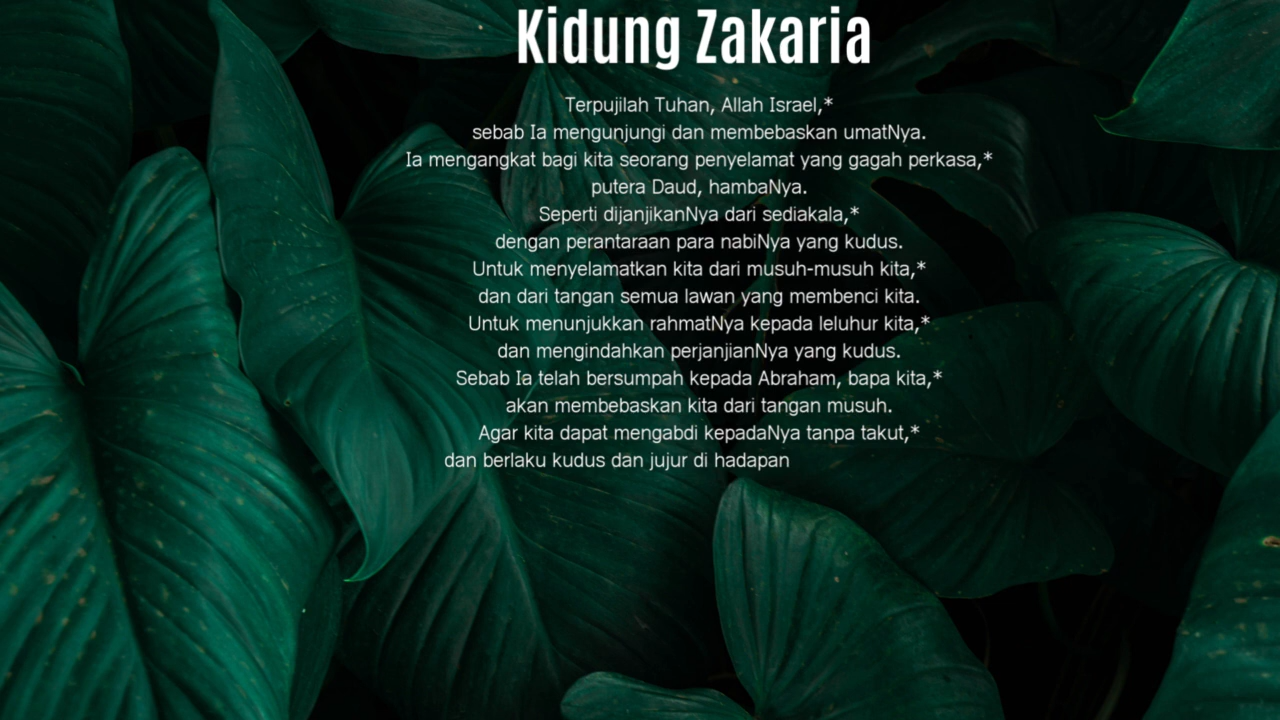 Kidung Zakaria
Terpujilah Tuhan, Allah Israel,*
sebab Ia mengunjungi dan membebaskan umatNya.
Ia mengangkat bagi kita seorang penyelamat yang gagah perkasa,*
putera Daud, hambaNya.
Seperti dijanjikanNya dari sediakala,*
dengan perantaraan para nabiNya yang kudus.
Untuk menyelamatkan kita dari musuh-musuh kita,*
dan dari tangan semua lawan yang membenci kita.
Untuk menunjukkan rahmatNya kepada leluhur kita,*
dan mengindahkan perjanjianNya yang kudus.
Sebab Ia telah bersumpah kepada Abraham, bapa kita,*
akan membebaskan kita dari tangan musuh.
Agar kita dapat mengabdi kepadaNya tanpa takut,*
dan berlaku kudus dan jujur di hadapan